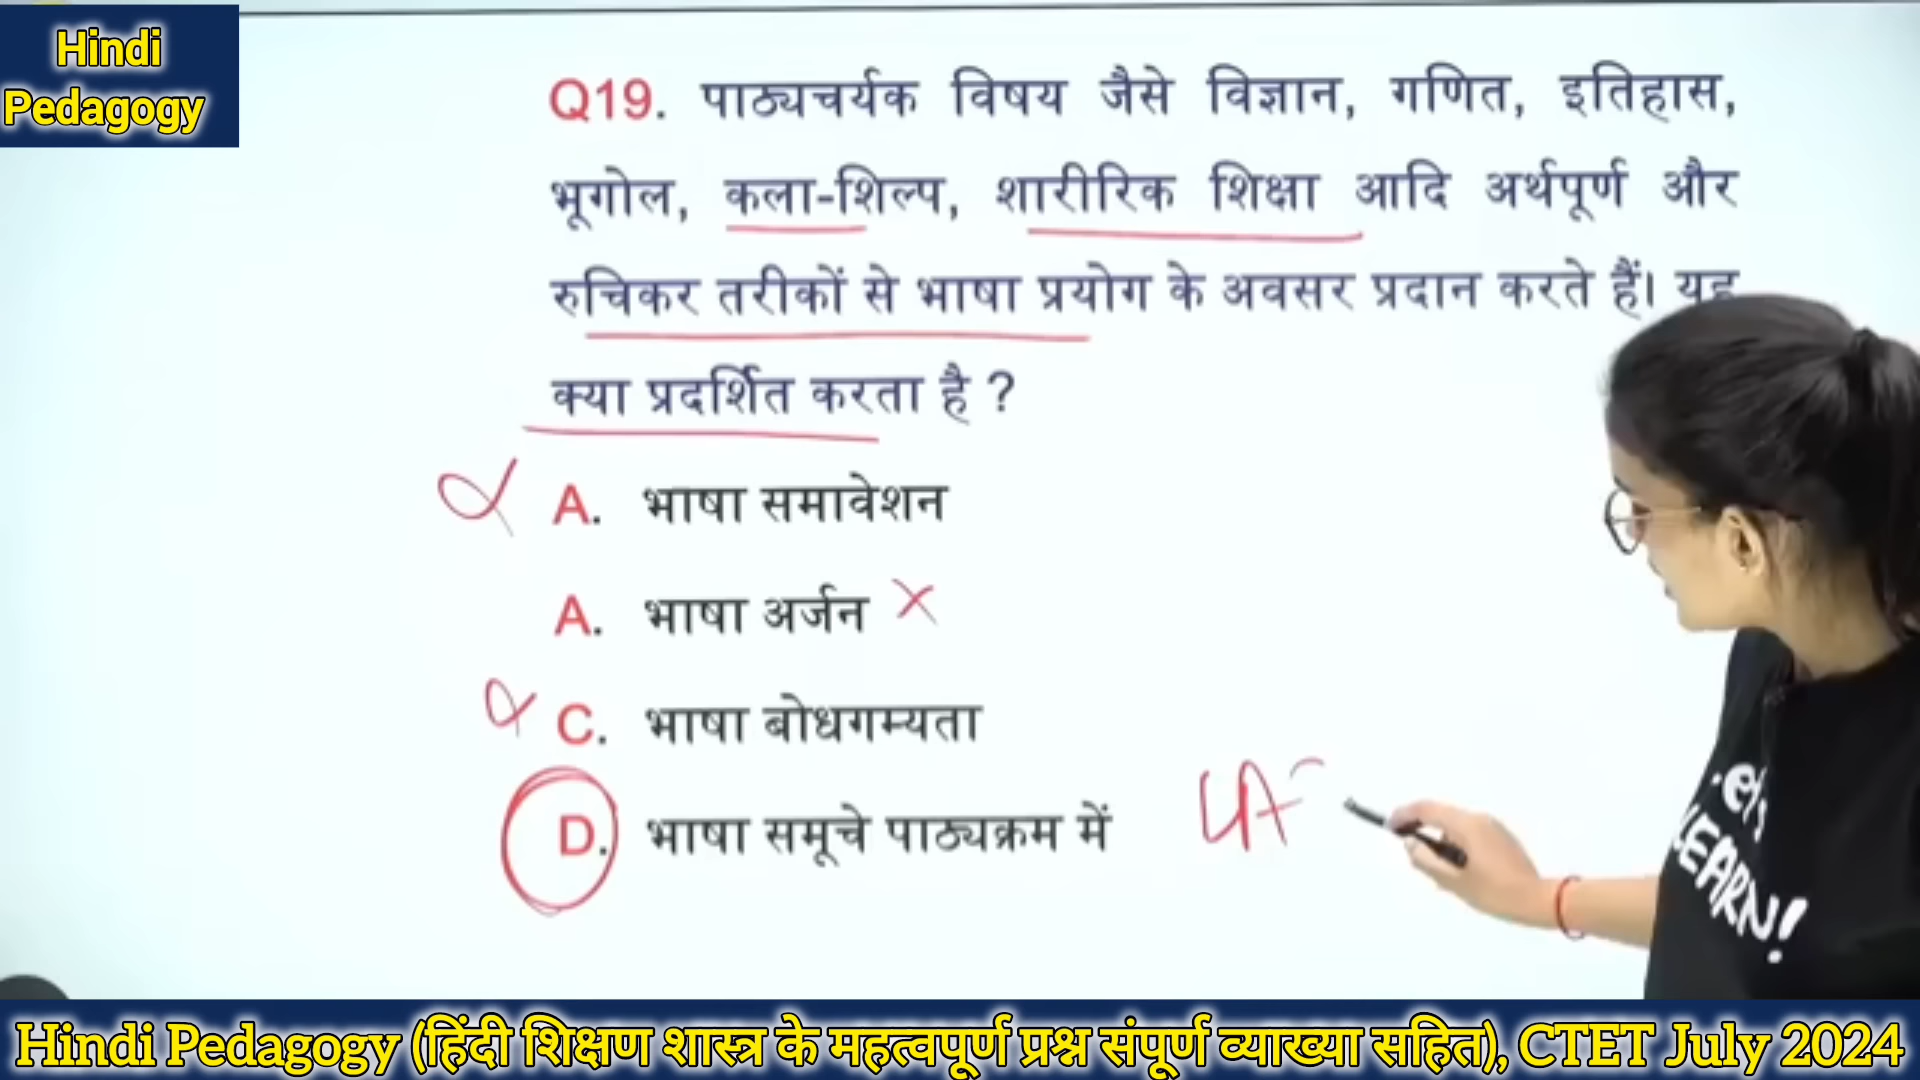 Hindi
Pedagogy
Q19. पाठ्यचर्यक विषय जैसे विज्ञान, गणित, इतिहास,
भूगोल, कला-शिल्प, शारीरिक शिक्षा आदि अर्थपूर्ण और
रुचिकर तरीकों से भाषा प्रयोग के अवसर प्रदान करते हैं। यह
क्या प्रदर्शित करता है ?
A. भाषा समावेशन
A. भाषा अर्जन
C. भाषा बोधगम्यता
D. भाषा समूचे पाठ्यक्रम में
LEARN!
Hindi Pedagogy (हिंदी शिक्षण शास्त्र के महत्वपूर्ण प्रश्न संपूर्ण व्याख्या सहित), CTET July 2024